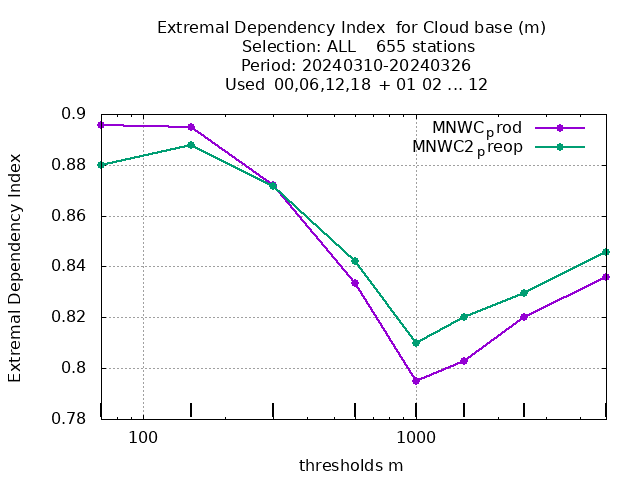 Extremal Dependency Index for Cloud base (m)
Selection: ALL 655 stations
Period: 20240310-20240326
Used 00,06,12,18 + 01 02 ... 12
MNWCprod
MNWC2preop
Extremal Dependency Index
0.9
0.88
0.86
0.84
0.82
0.8
0.78
100
1000
thresholds m